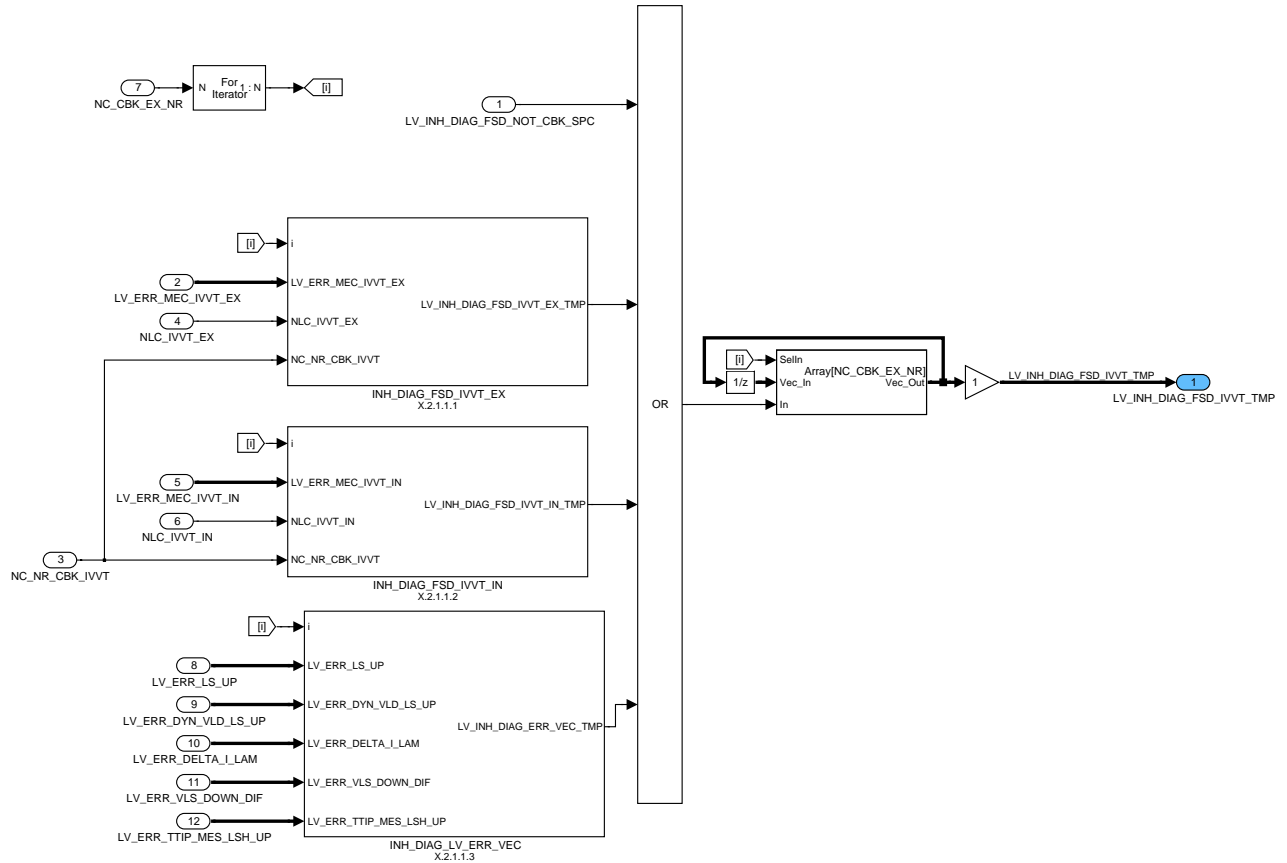 7
NC_CBK_EX_NR
N
For
Iterator
1 : N
[i]
1
LV_INH_DIAG_FSD_NOT_CBK_SPC
[i]
i
2
LV_ERR_MEC_IVVT_EX
LV_ERR_MEC_IVVT_EX
4
NLC_IVVT_EX
NLC_IVVT_EX
NC_NR_CBK_IVVT
LV_INH_DIAG_FSD_IVVT_EX_TMP
INH_DIAG_FSD_IVVT_EX
X.2.1.1.1
[i]
i
5
LV_ERR_MEC_IVVT_IN
LV_ERR_MEC_IVVT_IN
6
NLC_IVVT_IN
NLC_IVVT_IN
3
NC_NR_CBK_IVVT
NC_NR_CBK_IVVT
LV_INH_DIAG_FSD_IVVT_IN_TMP
INH_DIAG_FSD_IVVT_IN
X.2.1.1.2
[i]
i
8
LV_ERR_LS_UP
LV_ERR_LS_UP
9
LV_ERR_DYN_VLD_LS_UP
LV_ERR_DYN_VLD_LS_UP
10
LV_ERR_DELTA_I_LAM
LV_ERR_DELTA_I_LAM
11
LV_ERR_VLS_DOWN_DIF
LV_ERR_VLS_DOWN_DIF
12
LV_ERR_TTIP_MES_LSH_UP
LV_ERR_TTIP_MES_LSH_UP
LV_INH_DIAG_ERR_VEC_TMP
INH_DIAG_LV_ERR_VEC
X.2.1.1.3
OR
[i]
SelIn
Array[NC_CBK_EX_NR]
1/z
Vec_In
Vec_Out
In
1
LV_INH_DIAG_FSD_IVVT_TMP
1
LV_INH_DIAG_FSD_IVVT_TMP